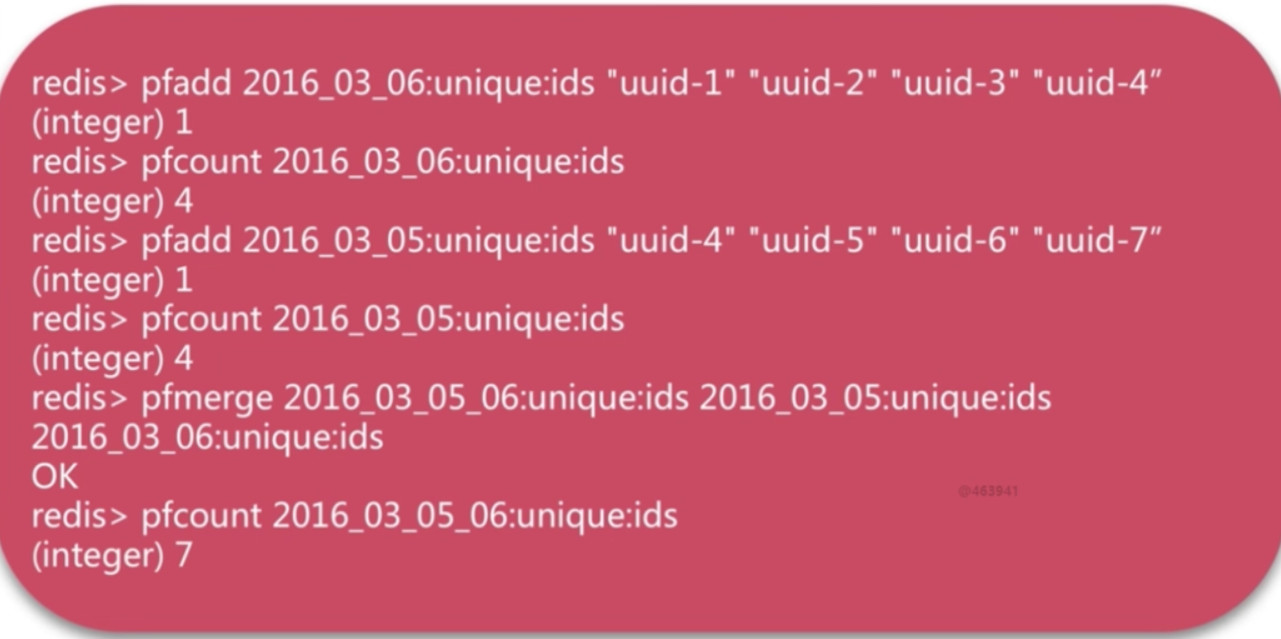 redis> pfadd 2016_03_06:unique:ids "uuid-1" "uuid-2" "uuid-3" "uuid-4”
(integer) 1
redis> pfcount 2016_03_06:unique:ids
(integer) 4
redis> pfadd 2016_03_05:unique:ids "uuid-4" "uuid-5" "uuid-6" "uuid-7”
(integer) 1
redis> pfcount 2016_03_05:unique:ids
(integer) 4
redis> pfmerge 2016_03_05_06:unique:ids 2016_03_05:unique:ids
2016_03_06:unique:ids
OK
@463941
redis> pfcount 2016_03_05_06:unique:ids
(integer) 7